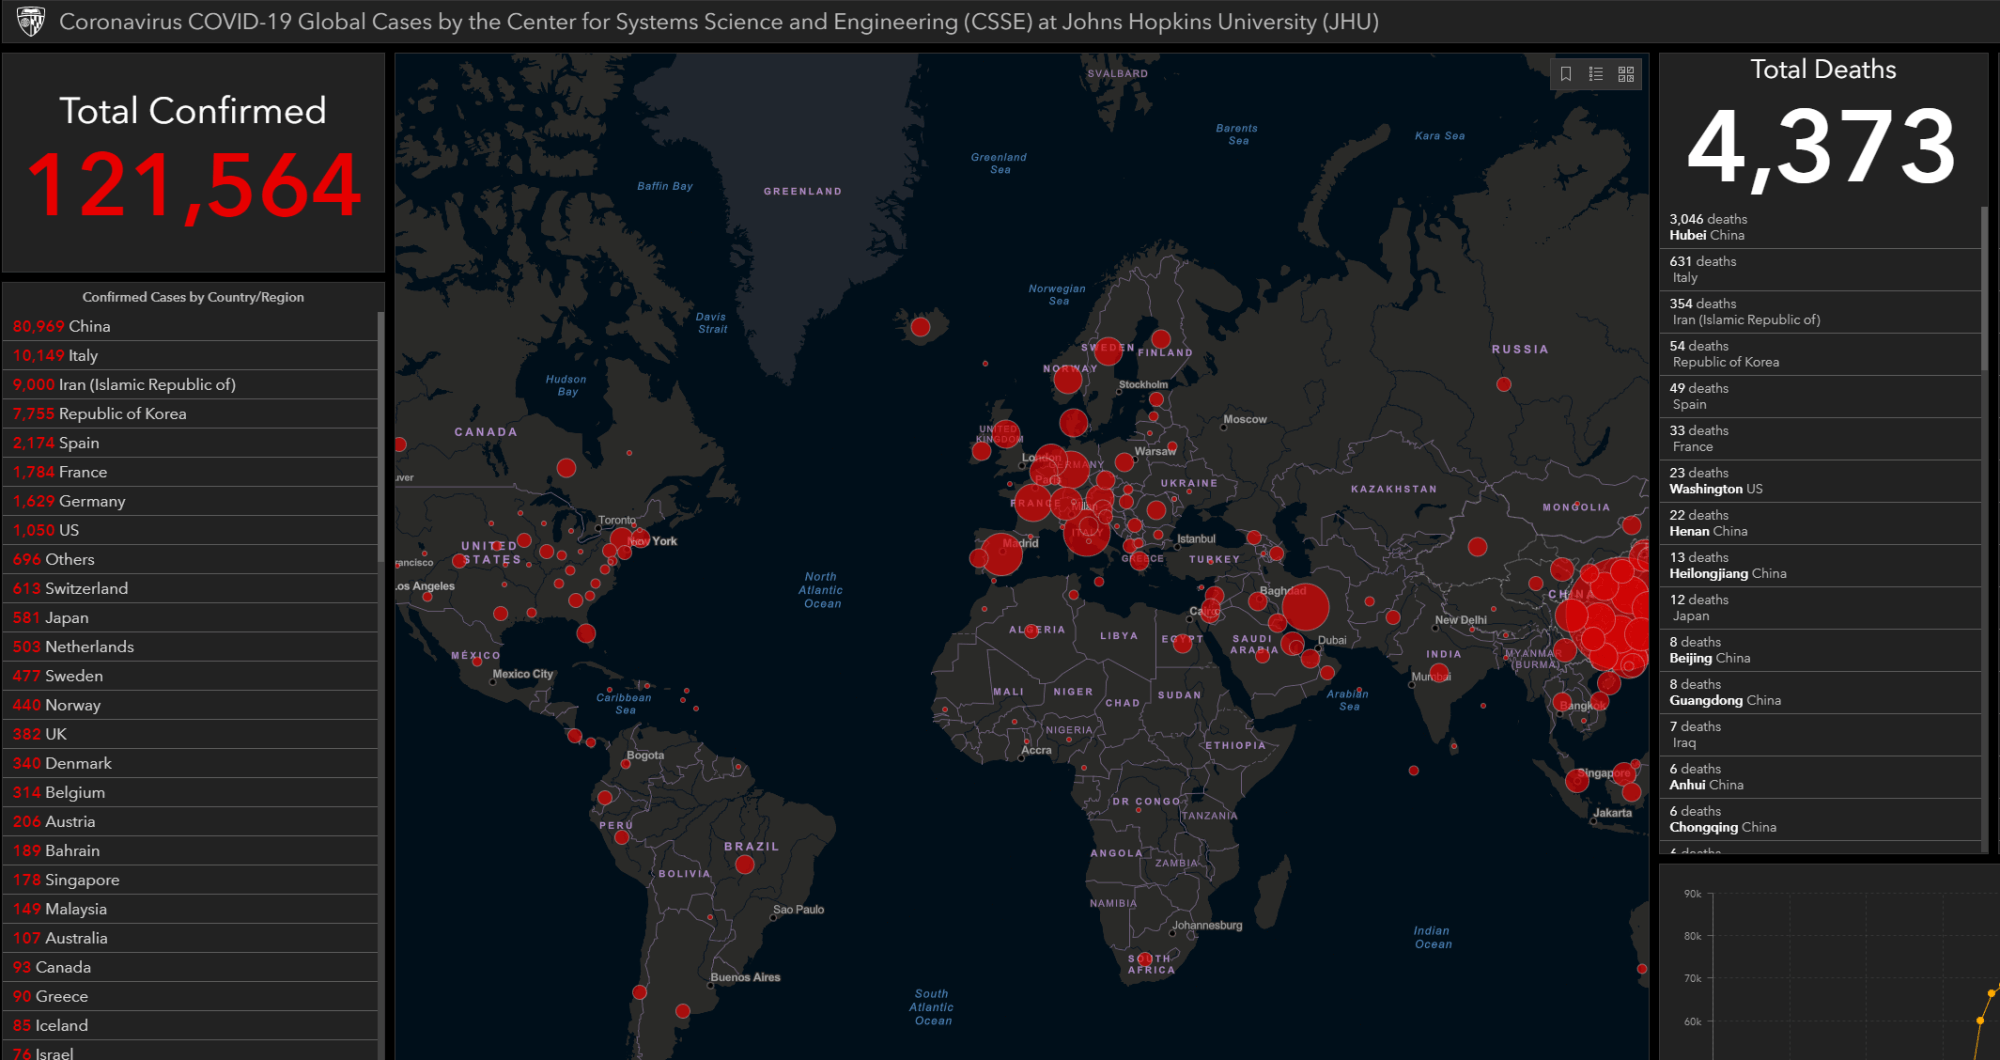 Coronavirus COVID-19 Global Cases by the Center for Systems Science and Engineering (CSSE) at Johns Hopkins University (JHU)
Total Confirmed
121,564
Confirmed Cases by Country/Region
80,969 China
10,149 Italy
9,000 Iran (Islamic Republic of)
7,755 Republic of Korea
2,174 Spain
1,784 France
1,629 Germany
1,050 US
696 Others
613 Switzerland
581 Japan
503 Netherlands
477 Sweden
440 Norway
382 UK
340 Denmark
314 Belgium
206 Austria
189 Bahrain
178 Singapore
149 Malaysia
107 Australia
93 Canada
90 Greece
85 Iceland
76 Israel
SVALBARD
Barents
Sea
Kara Sea
Greenland
Sea
Baffin Bay
GREENLAND
Norwegian
Sea
Davis
Strait
RUSSIA
SWEDEN
FINLAND
NORWAY
Hudson
Bay
Stockholm
CANADA
UNITED
KINGDOM
Moscow
London
Warsaw
GERMANY
Paris
uver
UKRAINE
KAZAKHSTAN
FRANCE
Milan
MONGOLIA
Toronto
New York
UNITED
STATES
ITALY
Madrid
Istanbul
GREECE
TURKEY
rancisco
Los Angeles
North
Atlantic
Ocean
Baghdad
CHINA
Cairo
New Delhi
ALGERIA
LIBYA
EGYPT
SAUDI
ARABIA
Dubai
INDIA
MYANMAR
(BURMA)
MÉXICO
Mexico City
Mumbai
Caribbean
Sea
MALI
NIGER
CHAD
SUDAN
Arabian
Sea
Bangkok
NIGERIA
Accra
ETHIOPIA
Bogota
Singapore
DR CONGO
TANZANIA
Jakarta
PERÚ
BRAZIL
ANGOLA
ZAMBIA
BOLIVIA
NAMIBIA
Sao Paulo
Johannesburg
Indian
Ocean
SOUTH
AFRICA
Buenos Aires
South
Atlantic
Ocean
Total Deaths
4,373
3,046 deaths
Hubei China
631 deaths
Italy
354 deaths
Iran (Islamic Republic of)
54 deaths
Republic of Korea
49 deaths
Spain
33 deaths
France
23 deaths
Washington US
22 deaths
Henan China
13 deaths
Heilongjiang China
12 deaths
Japan
8 deaths
Beijing China
8 deaths
Guangdong China
7 deaths
Iraq
6 deaths
Anhui China
6 deaths
Chongqing China
6 deaths
90k
80k
70k
60k